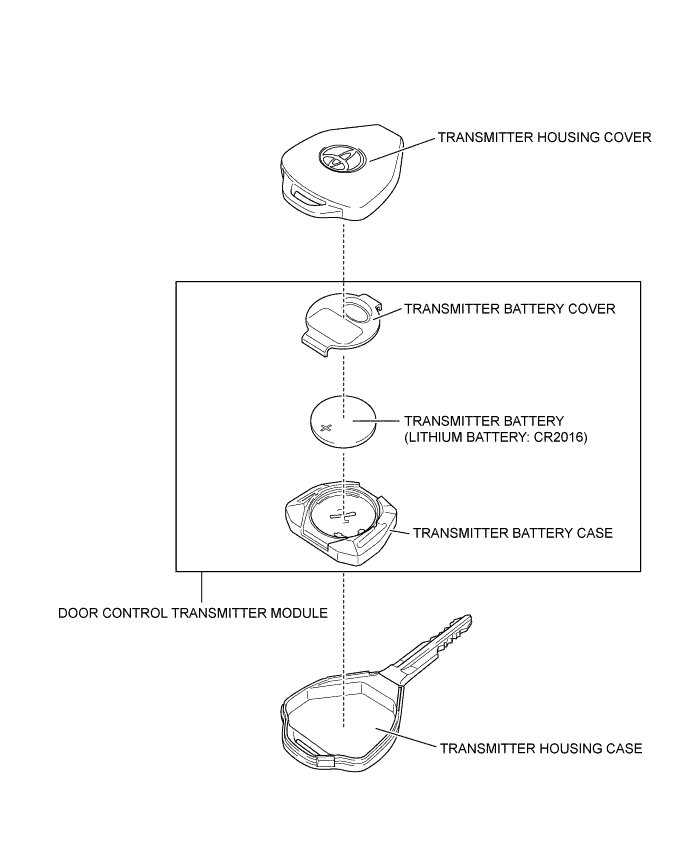 TRANSMITTER HOUSING COVER
TRANSMITTER BATTERY COVER
TRANSMITTER BATTERY
(LITHIUM BATTERY: CR2016)
TRANSMITTER BATTERY CASE
DOOR CONTROL TRANSMITTER MODULE
TRANSMITTER HOUSING CASE